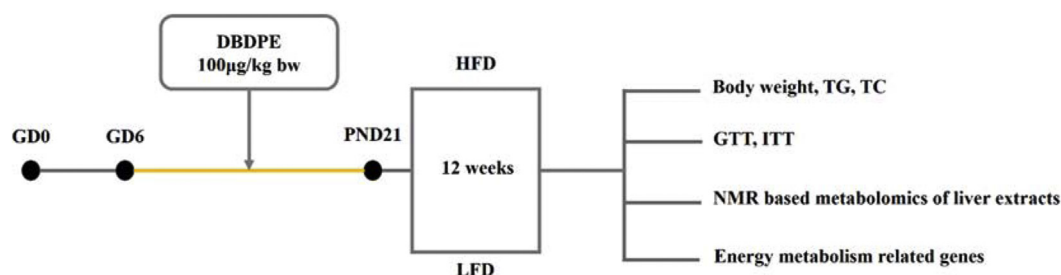 DBDPE
100μg/kg bw
HFD
Body weight, TG, TC
GD0
GD6
PND21
GTT, ITT
12 weeks
NMR based metabolomics of liver extracts
Energy metabolism related genes
LFD